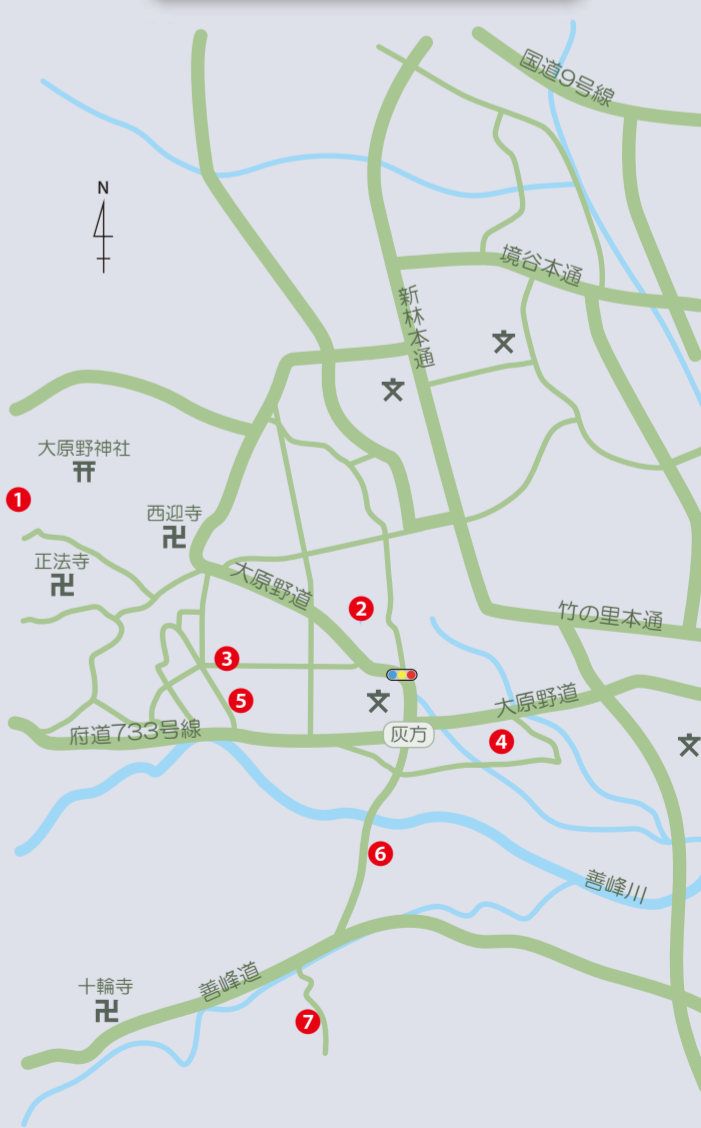 国道9号線
N
境谷本通
新林本通
大原野神社
1
西迎寺
正法寺
大原野道
2
竹の里本通
3
5
大原野道
府道733号線
灰方
4
6
善峰川
善峰道
十輪寺
7